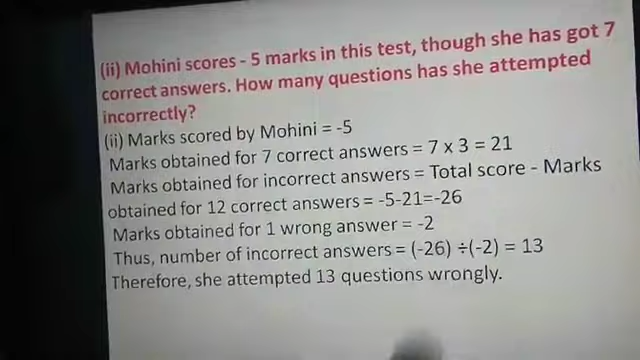 (ii) Mohini scores - 5 marks in this test, though she has got 7
correct answers. How many questions has she attempted
incorrectly?
(ii) Marks scored by Mohini = -5
Marks obtained for 7 correct answers = 7 x 3 = 21
Marks obtained for incorrect answers = Total score - Marks
obtained for 12 correct answers = -5-21=-26
Marks obtained for 1 wrong answer = -2
Thus, number of incorrect answers = (-26) ÷(-2) = 13
Therefore, she attempted 13 questions wrongly.